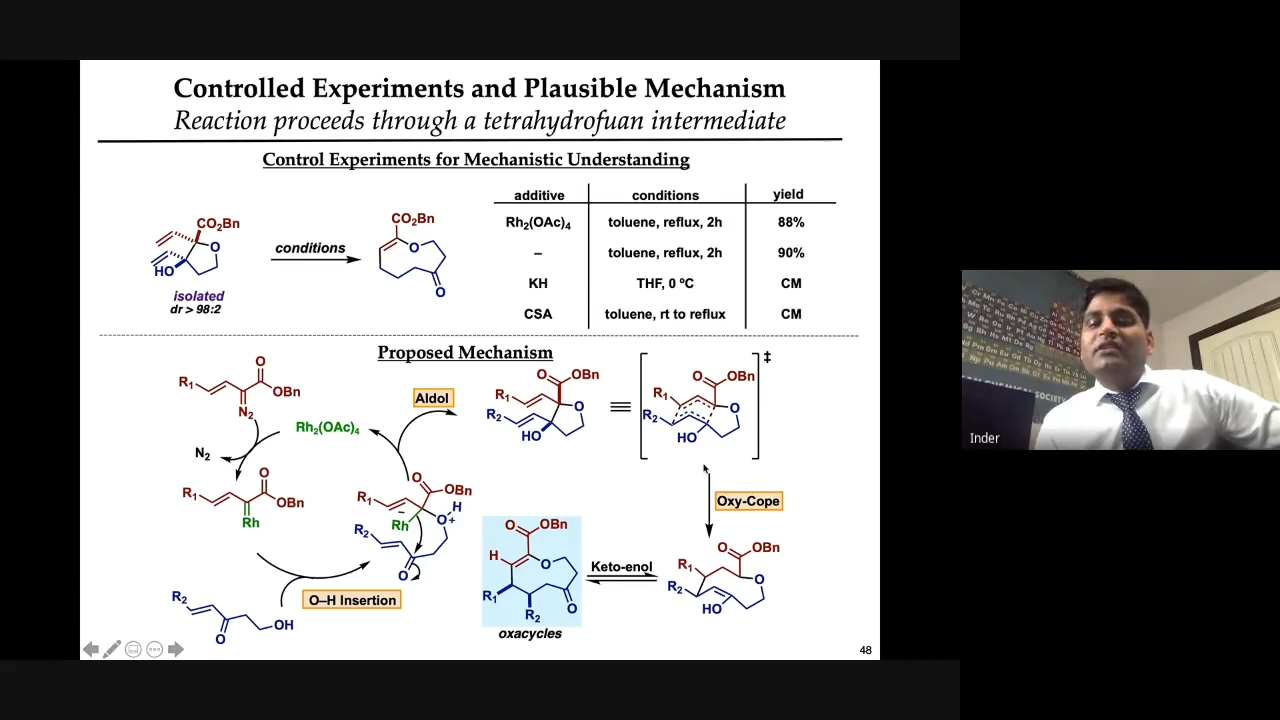 Controlled Experiments and Plausible Mechanism
Reaction proceeds through a tetrahydrofuan intermediate
Control Experiments for Mechanistic Understanding
additive conditions yield
Rh2(OAc)4 toluene, reflux, 2h 88%
– toluene, reflux, 2h 90%
KH THF, 0 ºC CM
CSA toluene, rt to reflux CM
CO2Bn
O
HO
isolated
dr > 98:2
conditions
CO2Bn
O
O
Proposed Mechanism
R1
O
OBn
N2
N2
Rh2(OAc)4
R1
O
OBn
Rh
R2
O
OH
O–H Insertion
R1
O
OBn
Rh
–
H
O
+
R2
O
Aldol
O
OBn
R1
O
R2
HO
O
OBn
R1
O
R2
HO
‡
Oxy-Cope
O
OBn
R1
O
R2
HO
Keto-enol
O
OBn
H
O
R1
R2
O
oxacycles
48
Inder